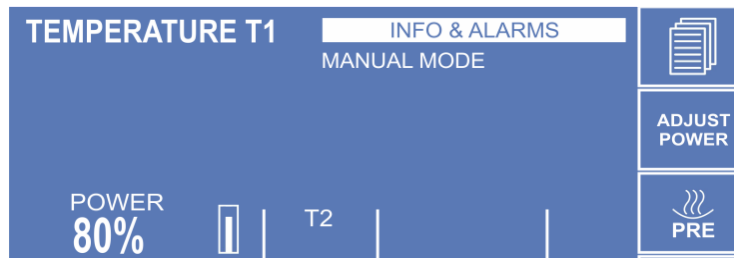 TEMPERATURE T1
INFO & ALARMS
MANUAL MODE
ADJUST
POWER
POWER
80%
T2
PRE